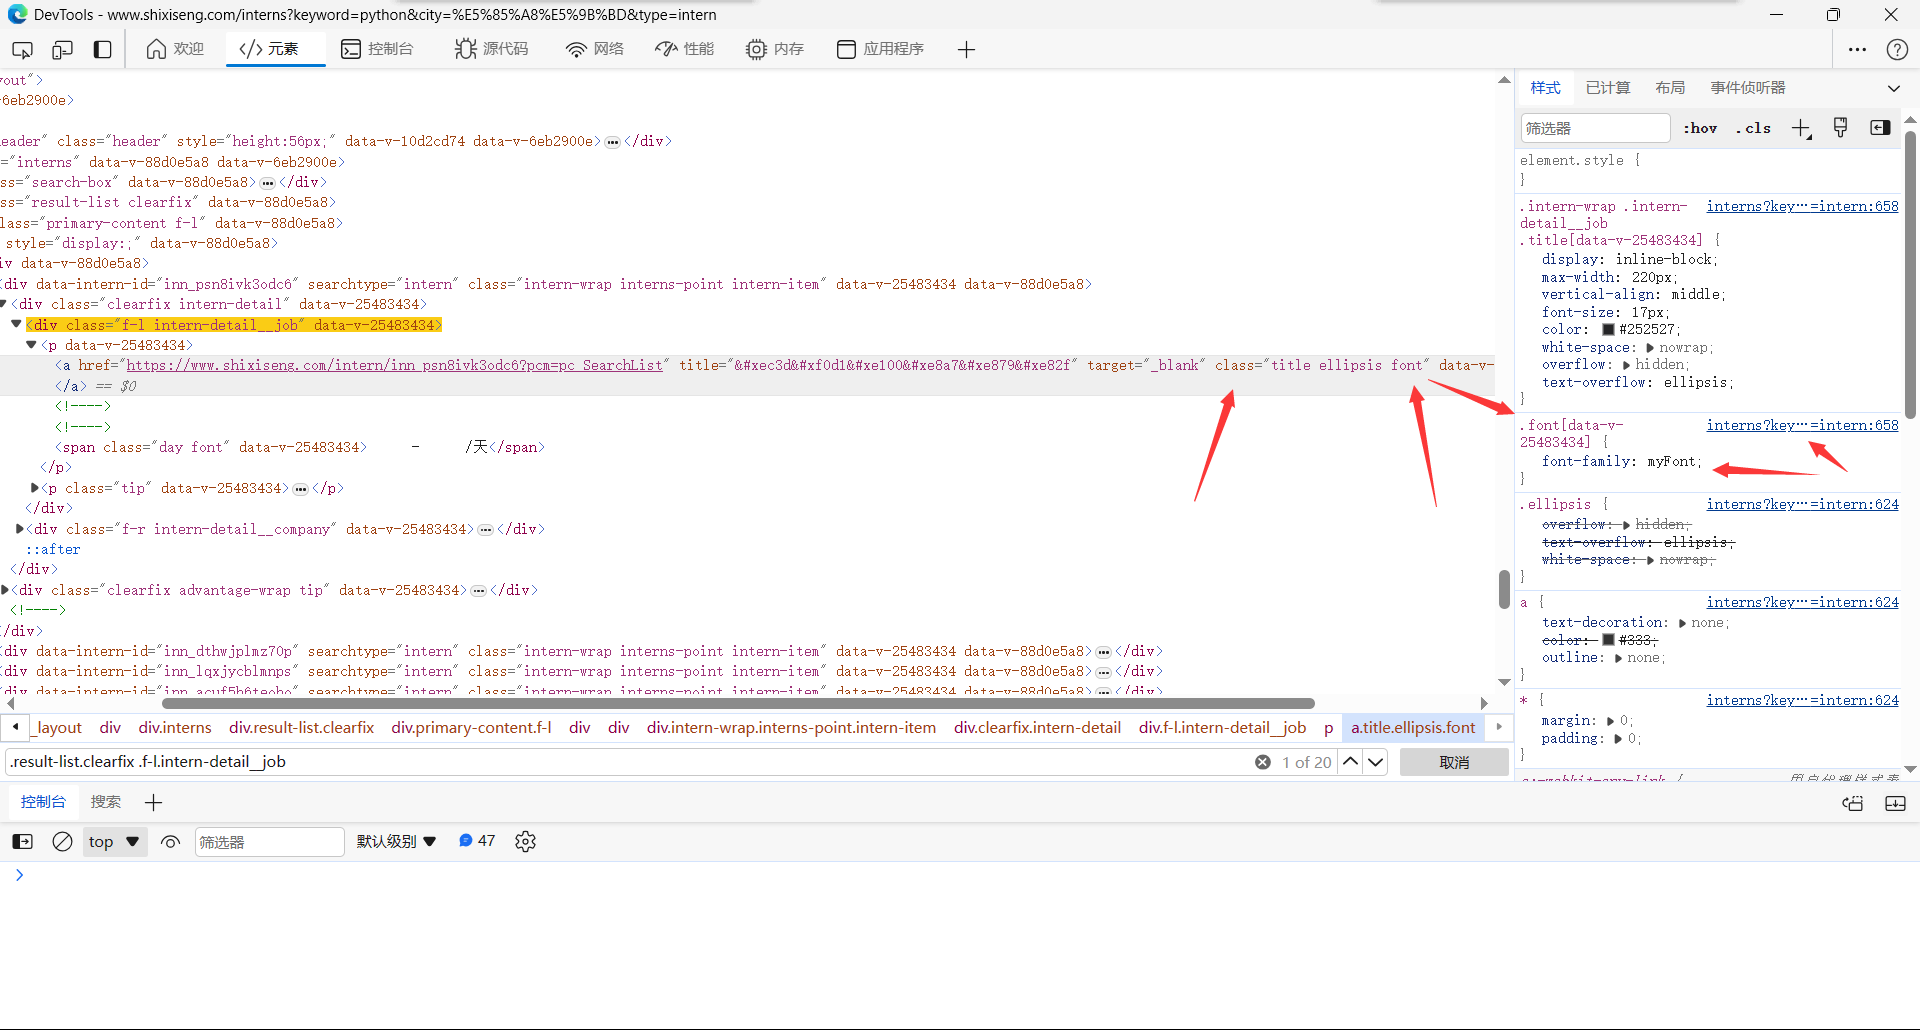 DevTools - www.shixiseng.com/interns?keyword=python&city=%E5%85%A8%E5%9B%BD&type=intern
欢迎 元素 控制台 源代码 网络 性能 内存 应用程序
yout">
-6eb2900e>
eader" class="header" style="height:56px;" data-v-10d2cd74 data-v-6eb2900e> … </div>
="interns" data-v-88d0e5a8 data-v-6eb2900e>
ss="search-box" data-v-88d0e5a8> … </div>
ss="result-list clearfix" data-v-88d0e5a8>
lass="primary-content f-l" data-v-88d0e5a8>
style="display:;" data-v-88d0e5a8>
iv data-v-88d0e5a8>
<div data-intern-id="inn_psn8ivk3odc6" searchtype="intern" class="intern-wrap interns-point intern-item" data-v-25483434 data-v-88d0e5a8>
<div class="clearfix intern-detail" data-v-25483434>
<div class="f-l intern-detail__job" data-v-25483434>
<p data-v-25483434>
<a href="https://www.shixiseng.com/intern/inn_psn8ivk3odc6?pcm=pc_SearchList" title="&#xec3d&#xf0d1&#xe100&#xe8a7&#xe879&#xe82f" target="_blank" class="title ellipsis font" data-v-
</a> == $0
<!---->
<!---->
<span class="day font" data-v-25483434> - /天</span>
</p>
<p class="tip" data-v-25483434> … </p>
</div>
<div class="f-r intern-detail__company" data-v-25483434> … </div>
::after
</div>
<div class="clearfix advantage-wrap tip" data-v-25483434> … </div>
<!---->
</div>
<div data-intern-id="inn_dthwjplmz70p" searchtype="intern" class="intern-wrap interns-point intern-item" data-v-25483434 data-v-88d0e5a8> … </div>
<div data-intern-id="inn_lqxjycblmnps" searchtype="intern" class="intern-wrap interns-point intern-item" data-v-25483434 data-v-88d0e5a8> … </div>
<div data-intern-id="inn_acuf5h6teoho" searchtype="intern" class="intern-wrap interns-point intern-item" data-v-25483434 data-v-88d0e5a8> … </div>
_layout div div.interns div.result-list.clearfix div.primary-content.f-l div div div.intern-wrap.interns-point.intern-item div.clearfix.intern-detail div.f-l.intern-detail__job p a.title.ellipsis.font
.result-list.clearfix .f-l.intern-detail__job 1 of 20 取消
样式 已计算 布局 事件侦听器
筛选器 :hov .cls
element.style {
}
.intern-wrap .intern- interns?key…=intern:658
detail__job
.title[data-v-25483434] {
display: inline-block;
max-width: 220px;
vertical-align: middle;
font-size: 17px;
color: #252527;
white-space: nowrap;
overflow: hidden;
text-overflow: ellipsis;
}
.font[data-v- interns?key…=intern:658
25483434] {
font-family: myFont;
}
.ellipsis { interns?key…=intern:624
overflow: hidden;
text-overflow: ellipsis;
white-space: nowrap;
}
a { interns?key…=intern:624
text-decoration: none;
color: #333;
outline: none;
}
* { interns?key…=intern:624
margin: 0;
padding: 0;
}
a:-webkit-any-link { 用户代理样式表
控制台 搜索
top 筛选器 默认级别 47
>